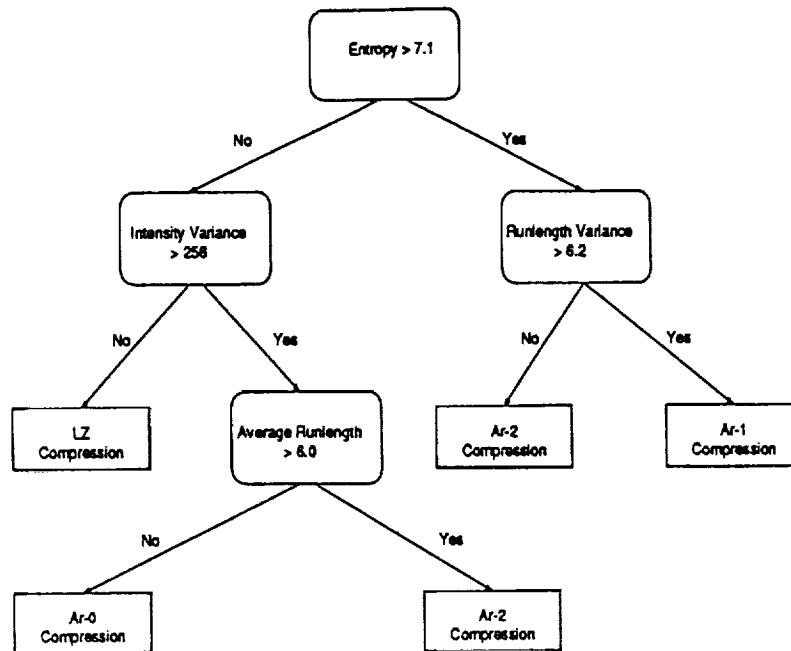 Entropy > 7.1
No
Yes
Intensity Variance
> 256
Runlength Variance
> 6.2
No
Yes
No
Yes
LZ
Compression
Average Runlength
> 6.0
Ar-2
Compression
Ar-1
Compression
No
Yes
Ar-0
Compression
Ar-2
Compression